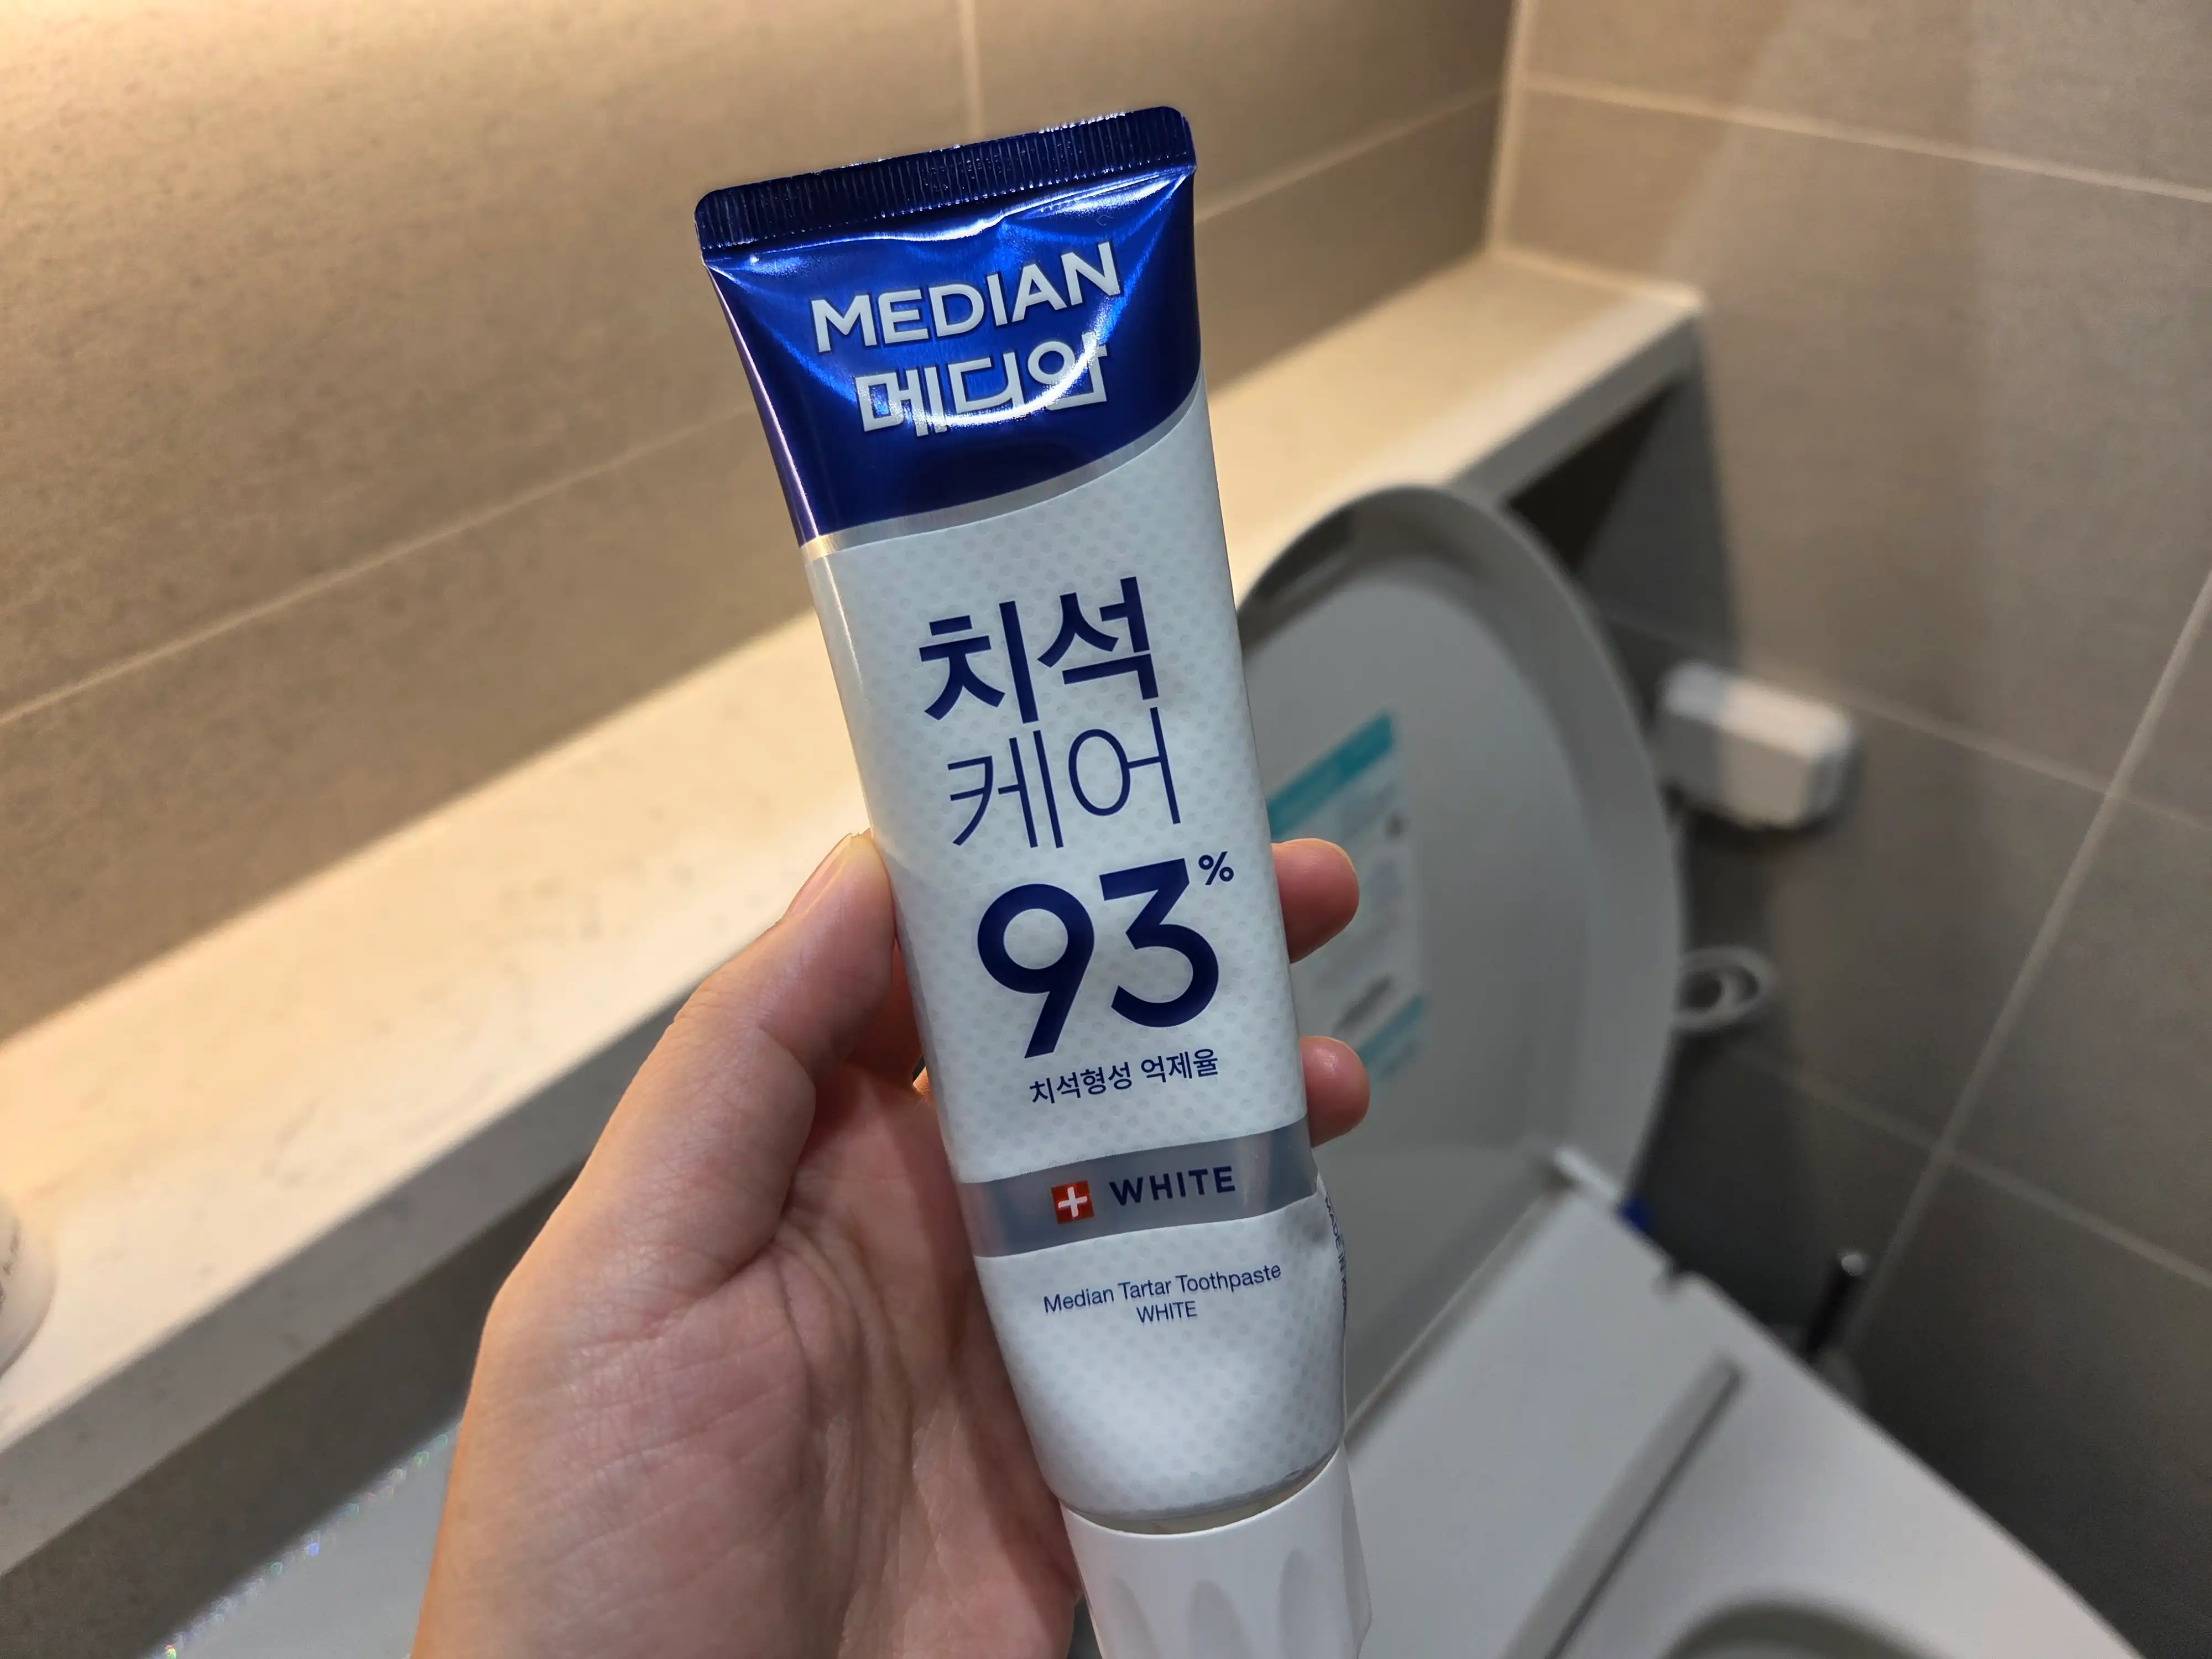 MEDIAN
메디안
치석
케어
93%
치석형성 억제율
WHITE
Median Tartar Toothpaste
WHITE